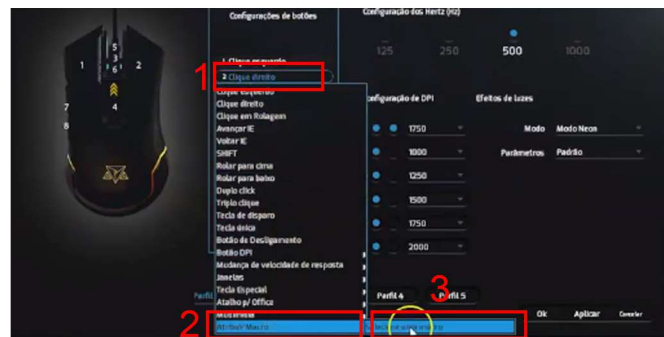 Configurações de botões
Configuração dos Hertz (Hz)
125
250
500
1000
1 Clique esquerdo
2 Clique direito
Clique esquerdo
Clique direito
Clique em Rolagem
Avançar IE
Voltar IE
SHIFT
Rolar para cima
Rolar para baixo
Duplo click
Triplo clique
Tecla de disparo
Tecla única
Botão de Desligamento
Botão DPI
Mudança de velocidade de resposta
Janelas
Tecla Especial
Atalho p/ Office
Multimídia
Atribuir Macro
1
2
3
5
3
1
6
2
7
4
8
onfiguração de DPI
1750
1000
1250
1500
1750
2000
Efeitos de luzes
Modo
Modo Neon
Parâmetros
Padrão
Perfil
Perfil 4
Perfil 5
Ok
Aplicar
Cancelar